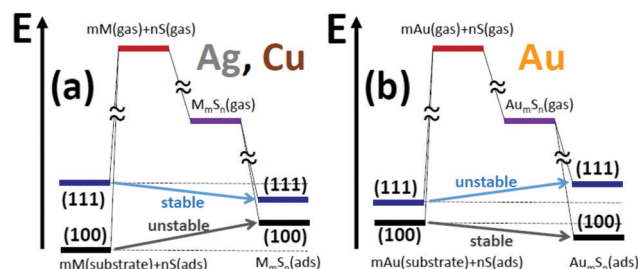 E
mM(gas)+nS(gas)
Ag, Cu
(a)
MmSn(gas)
(111)
(111)
stable
(100)
unstable
(100)
mM(substrate)+nS(ads)
MmSn(ads)
E
mAu(gas)+nS(gas)
Au
(b)
AumSn(gas)
(111)
unstable
(111)
(100)
(100)
stable
mAu(substrate)+nS(ads)
AumSn(ads)